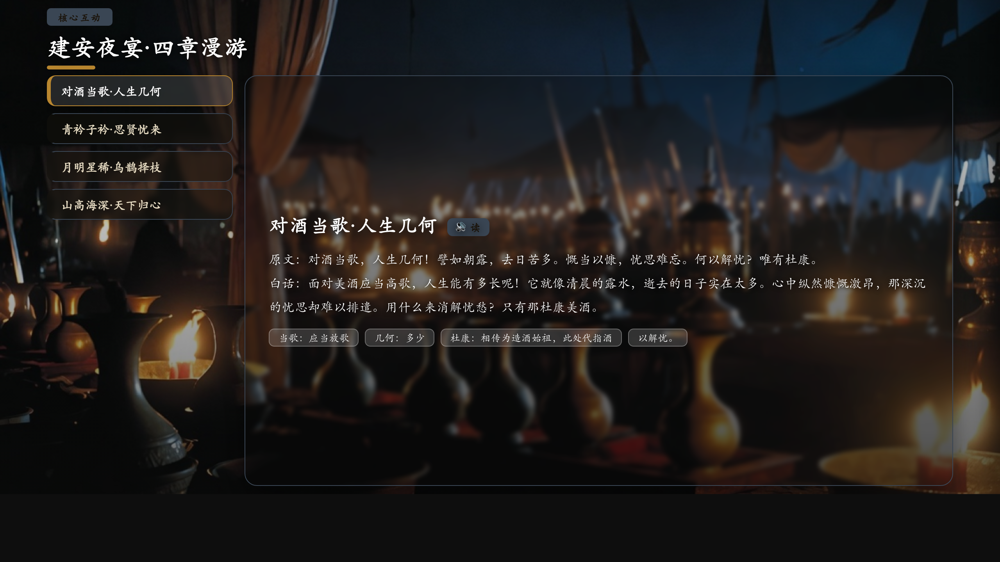 核心互动
建安夜宴·四章漫游
对酒当歌·人生几何
青衿子衿·思贤忧来
月明星稀·乌鹊择枝
山高海深·天下归心
对酒当歌·人生几何
🔊 读
原文：对酒当歌，人生几何！譬如朝露，去日苦多。慨当以慷，忧思难忘。何以解忧？唯有杜康。
白话：面对美酒应当高歌，人生能有多长呢！它就像清晨的露水，逝去的日子实在太多。心中纵然慷慨激昂，那深沉
的忧思却难以排遣。用什么来消解忧愁？只有那杜康美酒。
当歌：应当放歌
几何：多少
杜康：相传为造酒始祖，此处代指酒
以解忧。